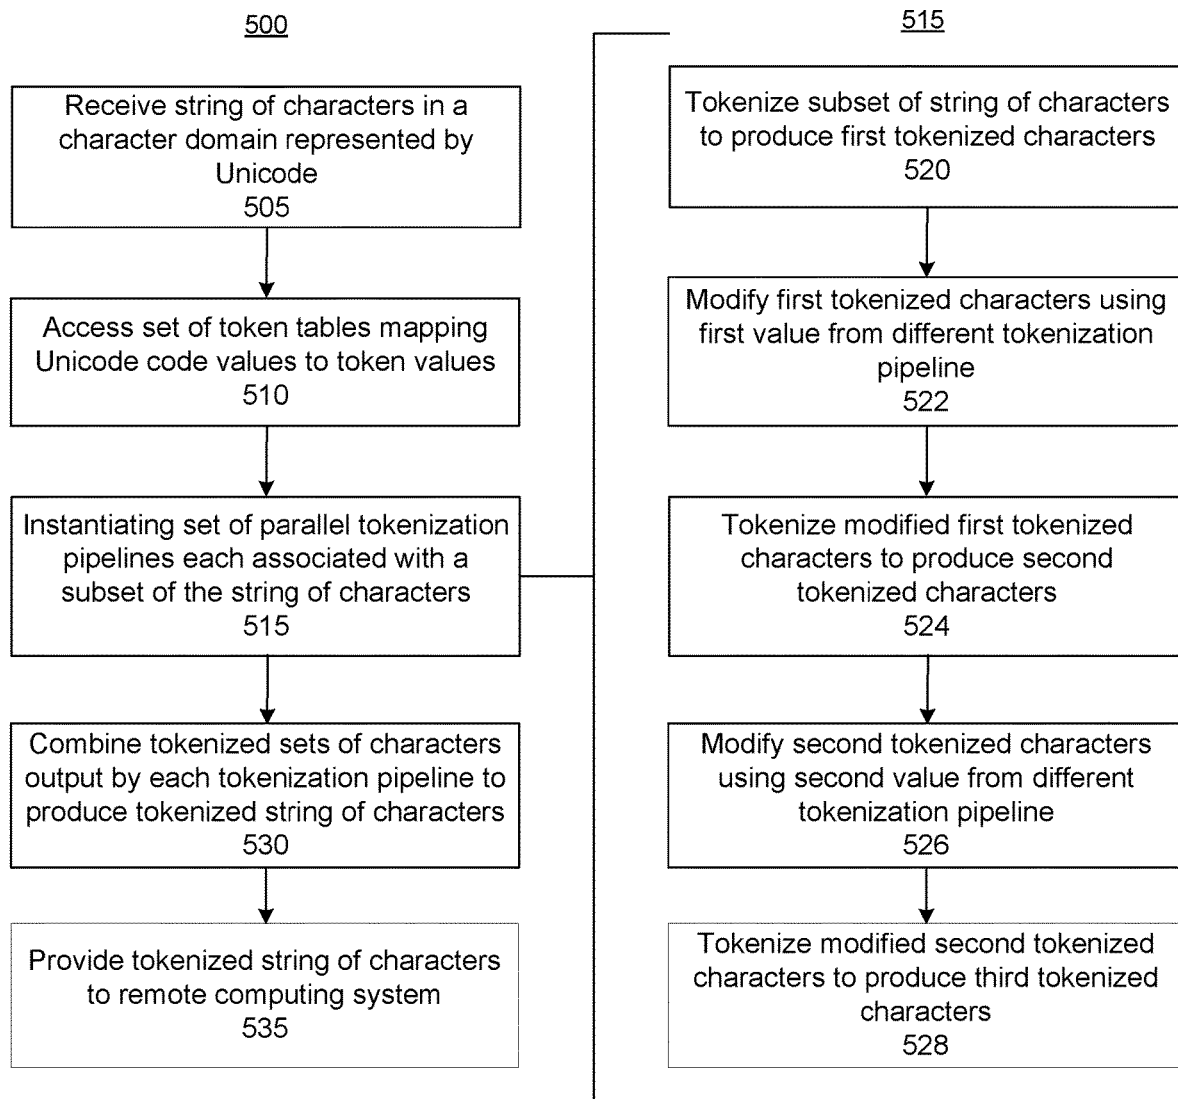 500
Receive string of characters in a
character domain represented by
Unicode
505
Access set of token tables mapping
Unicode code values to token values
510
Instantiating set of parallel tokenization
pipelines each associated with a
subset of the string of characters
515
Combine tokenized sets of characters
output by each tokenization pipeline to
produce tokenized string of characters
530
Provide tokenized string of characters
to remote computing system
535
515
Tokenize subset of string of characters
to produce first tokenized characters
520
Modify first tokenized characters using
first value from different tokenization
pipeline
522
Tokenize modified first tokenized
characters to produce second
tokenized characters
524
Modify second tokenized characters
using second value from different
tokenization pipeline
526
Tokenize modified second tokenized
characters to produce third tokenized
characters
528